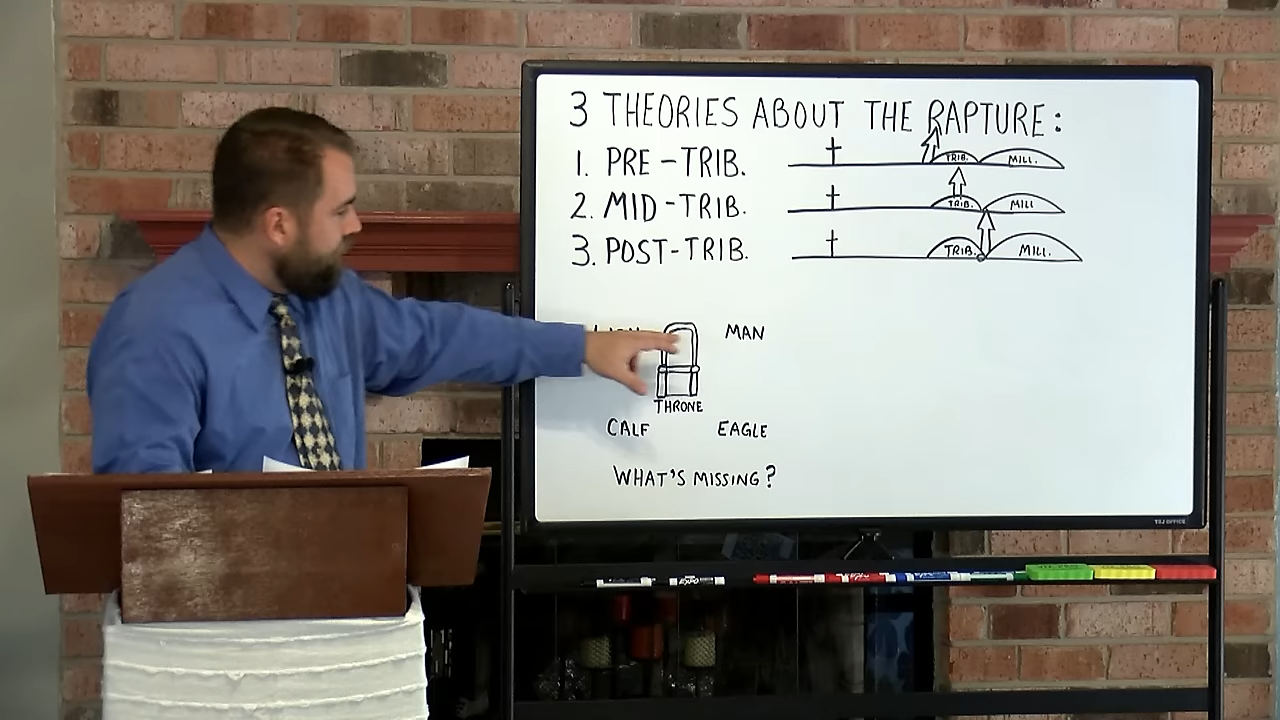 3 THEORIES ABOUT THE RAPTURE:
1. PRE-TRIB. TRIB. MILL.
2. MID-TRIB. TRIB. MILL
3. POST-TRIB. TRIB. MILL.
MAN
THRONE
CALF EAGLE
WHAT'S MISSING?
EXPO